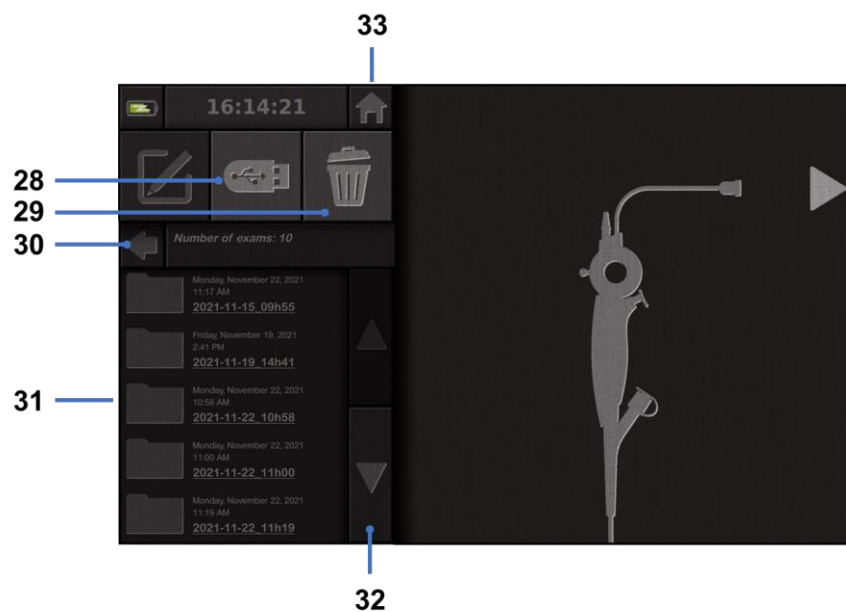 33
16:14:21
28
29
30
Number of exams: 10
Monday, November 22, 2021
11:17 AM
2021-11-15_09h55
Friday, November 19, 2021
2:41 PM
2021-11-19_14h41
31
Monday, November 22, 2021
10:58 AM
2021-11-22_10h58
Monday, November 22, 2021
11:00 AM
2021-11-22_11h00
Monday, November 22, 2021
11:19 AM
2021-11-22_11h19
32